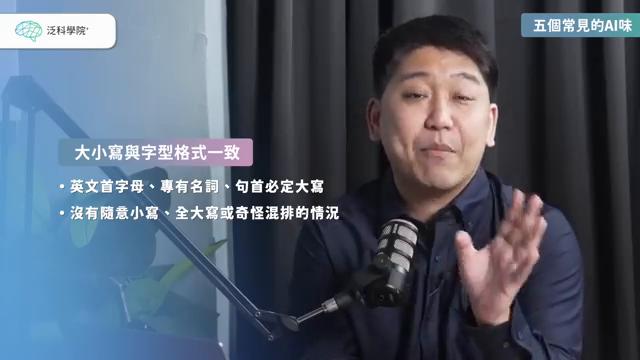 泛科學院
五個常見的AI味
大小寫與字型格式一致
• 英文首字母、專有名詞、句首必定大寫
• 沒有隨意小寫、全大寫或奇怪混排的情況